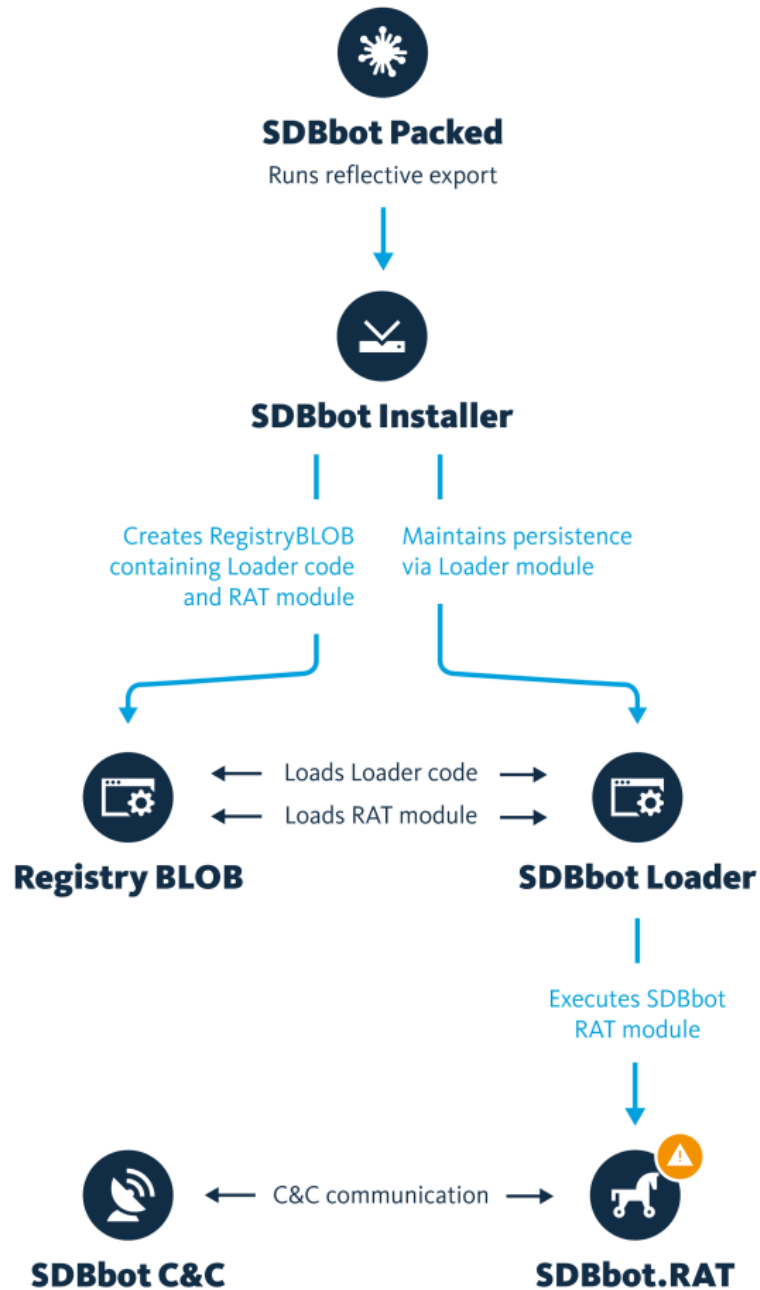 SDBbot Packed
Runs reflective export
SDBbot Installer
Creates RegistryBLOB
containing Loader code
and RAT module
Maintains persistence
via Loader module
Loads Loader code
Loads RAT module
Registry BLOB
SDBbot Loader
Executes SDBbot
RAT module
C&C communication
SDBbot C&C
SDBbot.RAT